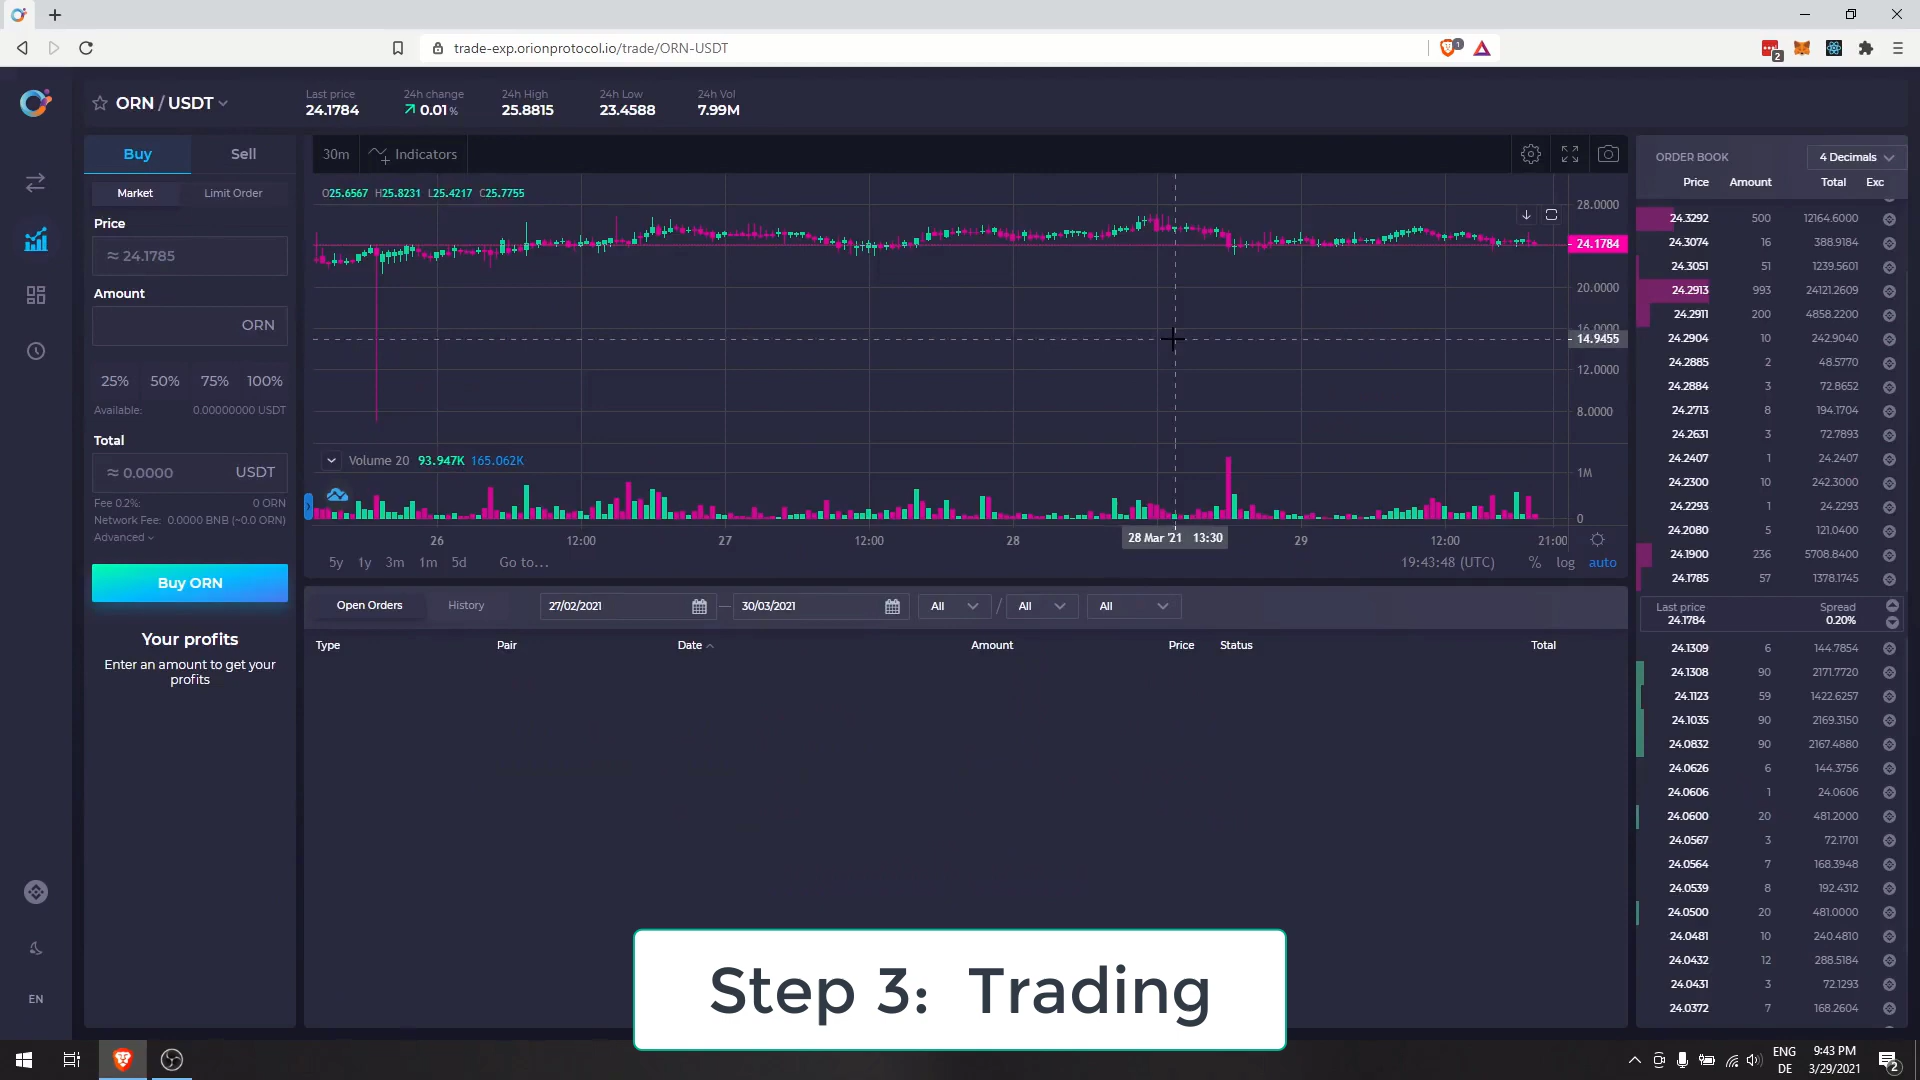 trade-exp.orionprotocol.io/trade/ORN-USDT
1
2
ORN / USDT
Last price
24.1784
24h change
0.01 %
24h High
25.8815
24h Low
23.4588
24h Vol
7.99M
Buy
Sell
Market
Limit Order
Price
≈ 24.1785
Amount
ORN
25% 50% 75% 100%
Available: 0.00000000 USDT
Total
≈ 0.0000 USDT
Fee 0.2%: 0 ORN
Network Fee: 0.0000 BNB (~0.0 ORN)
Advanced
Buy ORN
Your profits
Enter an amount to get your
profits
EN
30m
Indicators
O25.6567 H25.8231 L25.4217 C25.7755
28.0000
24.1784
20.0000
16.0000
14.9455
12.0000
8.0000
Volume 20 93.947K 165.062K
1M
0
26 12:00 27 12:00 28 28 Mar '21 13:30 29 12:00 21:00
5y 1y 3m 1m 5d Go to...
19:43:48 (UTC) % log auto
Open Orders
History
27/02/2021 — 30/03/2021
All / All All
Type Pair Date Amount Price Status Total
ORDER BOOK
4 Decimals
Price Amount Total Exc
24.3292 500 12164.6000
24.3074 16 388.9184
24.3051 51 1239.5601
24.2913 993 24121.2609
24.2911 200 4858.2200
24.2904 10 242.9040
24.2885 2 48.5770
24.2884 3 72.8652
24.2713 8 194.1704
24.2631 3 72.7893
24.2407 1 24.2407
24.2300 10 242.3000
24.2293 1 24.2293
24.2080 5 121.0400
24.1900 236 5708.8400
24.1785 57 1378.1745
Last price Spread
24.1784 0.20%
24.1309 6 144.7854
24.1308 90 2171.7720
24.1123 59 1422.6257
24.1035 90 2169.3150
24.0832 90 2167.4880
24.0626 6 144.3756
24.0606 1 24.0606
24.0600 20 481.2000
24.0567 3 72.1701
24.0564 7 168.3948
24.0539 8 192.4312
24.0500 20 481.0000
24.0481 10 240.4810
24.0432 12 288.5184
24.0431 3 72.1293
24.0372 7 168.2604
Step 3: Trading
ENG
DE
9:43 PM
3/29/2021
2